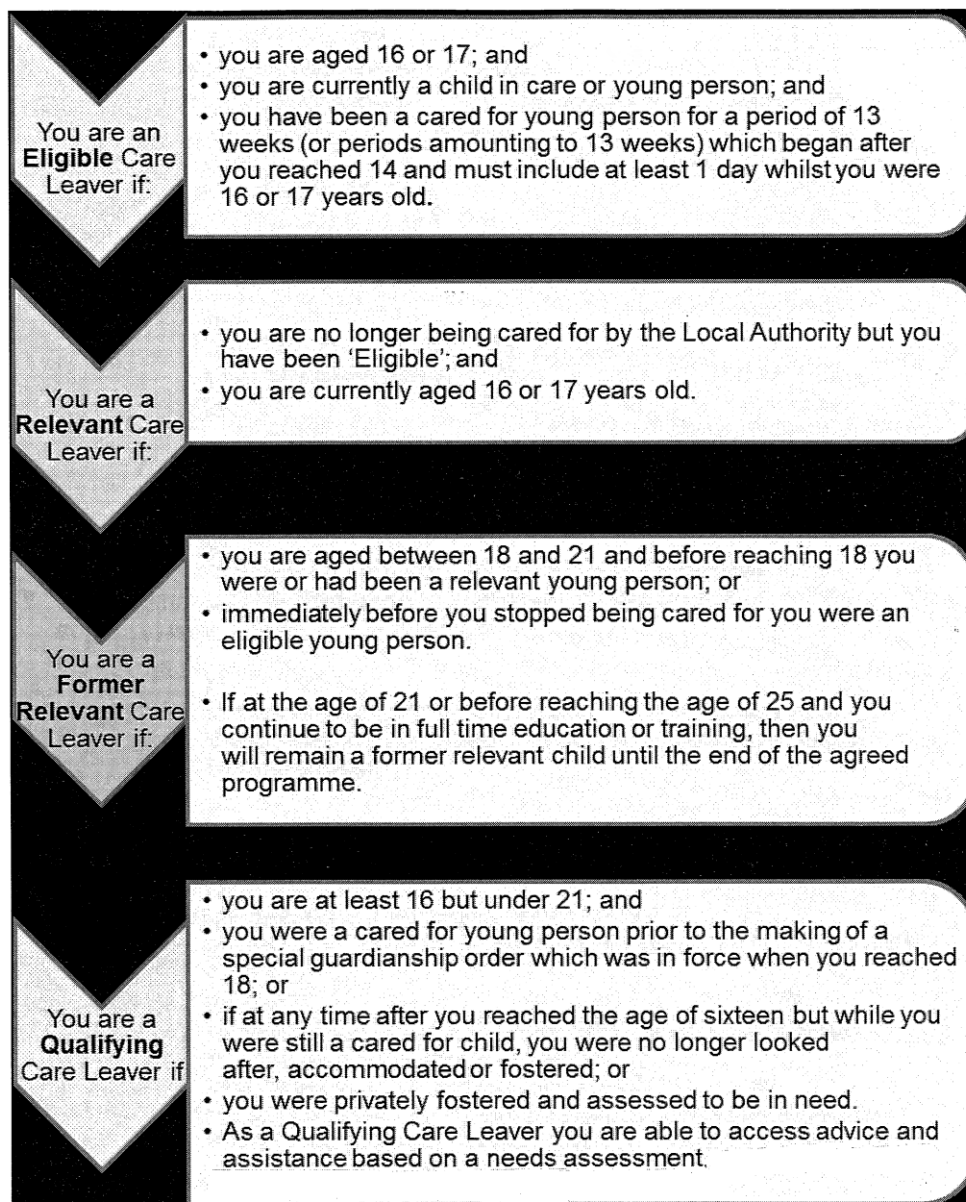 You are an
Eligible Care
Leaver if:
• you are aged 16 or 17; and
• you are currently a child in care or young person; and
• you have been a cared for young person for a period of 13
weeks (or periods amounting to 13 weeks) which began after
you reached 14 and must include at least 1 day whilst you were
16 or 17 years old.
You are a
Relevant Care
Leaver if:
• you are no longer being cared for by the Local Authority but you
have been ‘Eligible’; and
• you are currently aged 16 or 17 years old.
You are a
Former
Relevant Care
Leaver if:
• you are aged between 18 and 21 and before reaching 18 you
were or had been a relevant young person; or
• immediately before you stopped being cared for you were an
eligible young person.
• If at the age of 21 or before reaching the age of 25 and you
continue to be in full time education or training, then you
will remain a former relevant child until the end of the agreed
programme.
You are a
Qualifying
Care Leaver if
• you are at least 16 but under 21; and
• you were a cared for young person prior to the making of a
special guardianship order which was in force when you reached
18; or
• if at any time after you reached the age of sixteen but while you
were still a cared for child, you were no longer looked
after, accommodated or fostered; or
• you were privately fostered and assessed to be in need.
• As a Qualifying Care Leaver you are able to access advice and
assistance based on a needs assessment.